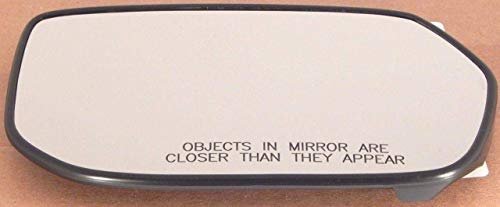 OBJECTS IN MIRROR ARE
CLOSER THAN THEY APPEAR